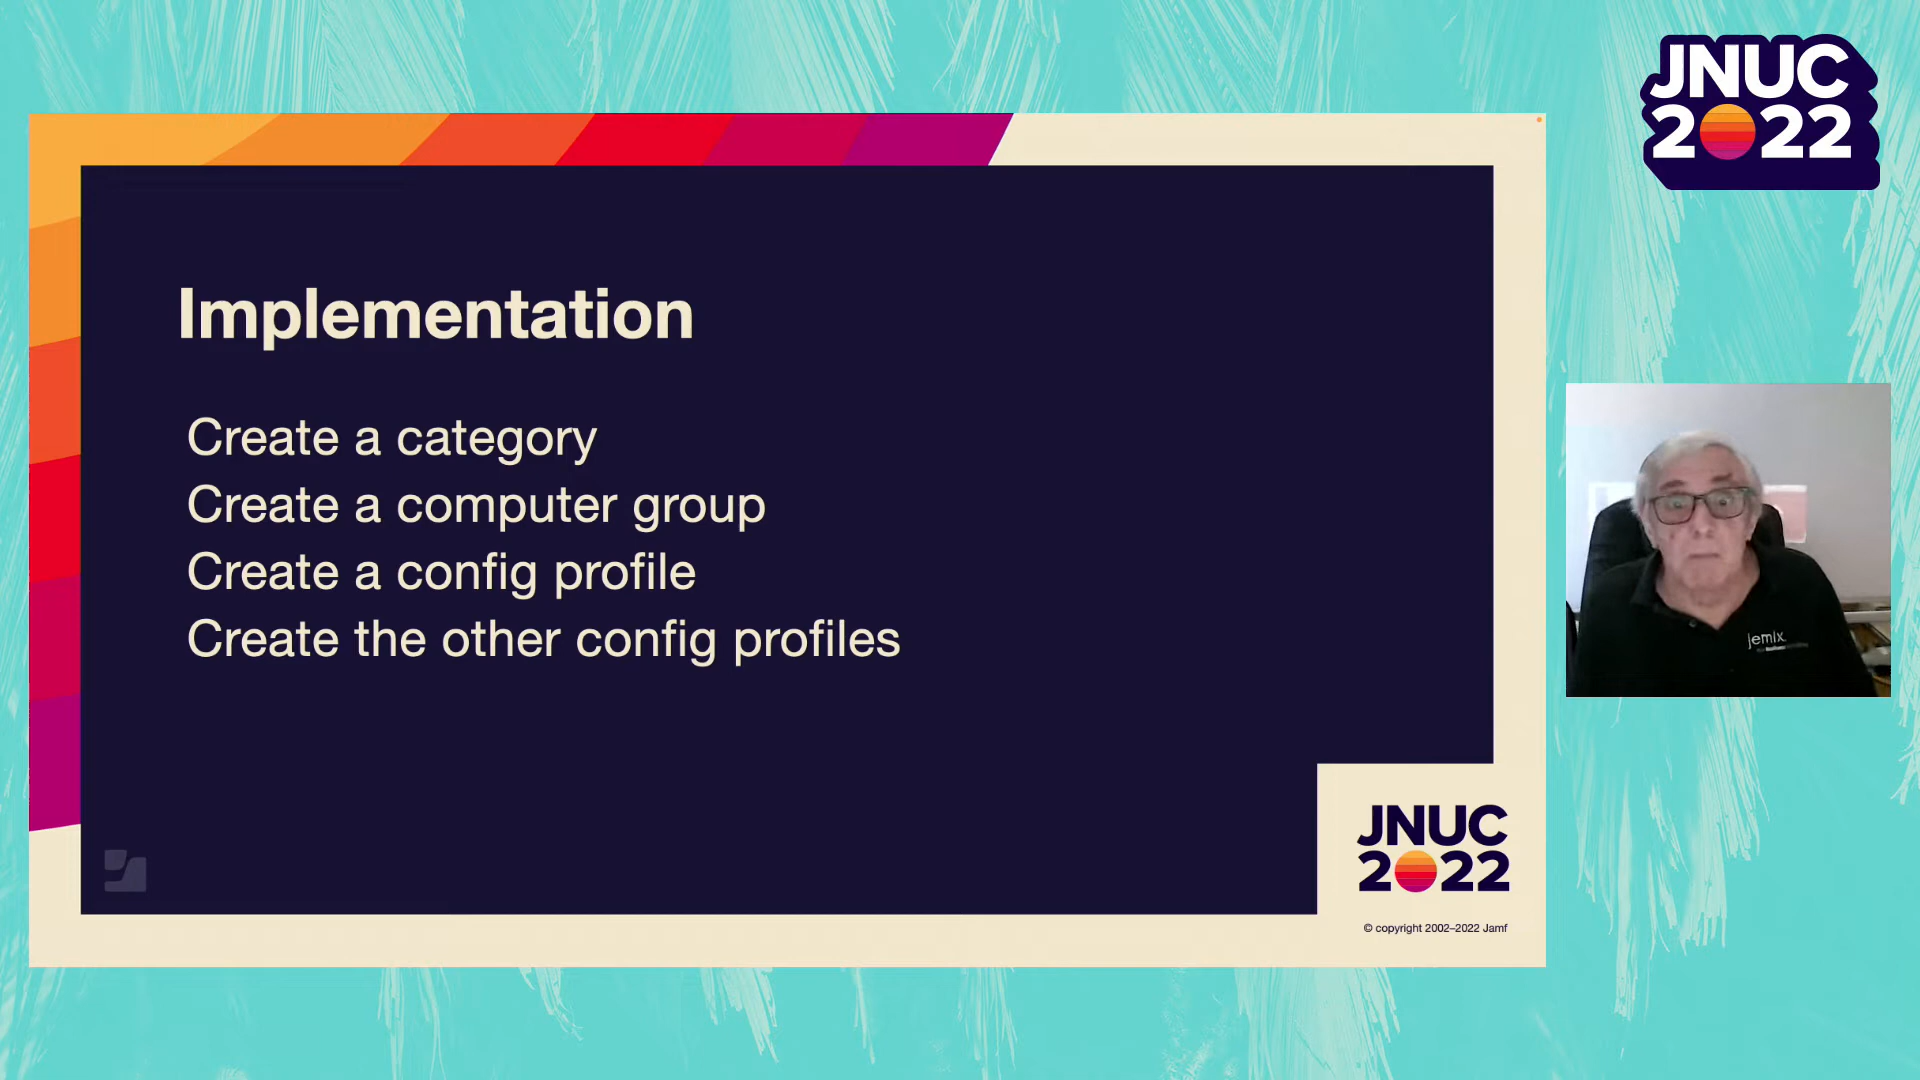 JNUC
2022
Implementation
Create a category
Create a computer group
Create a config profile
Create the other config profiles
jemix
JNUC
2022
© copyright 2002–2022 Jamf